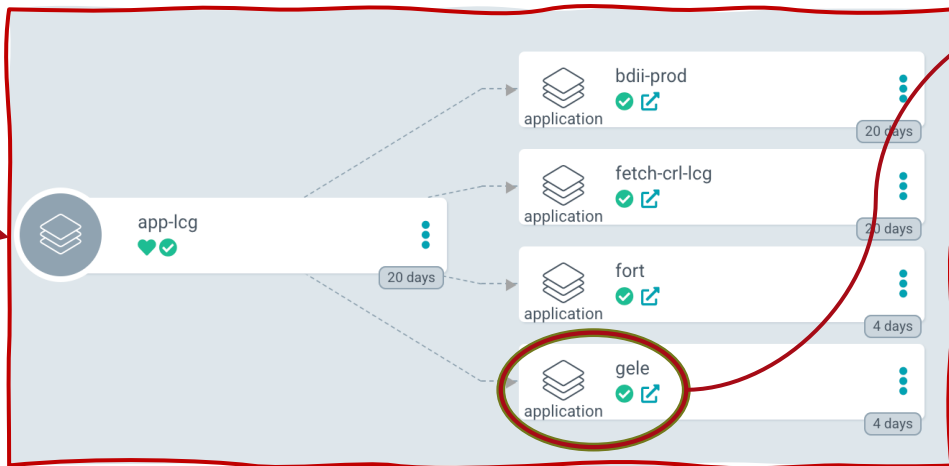 app-lcg
20 days
bdii-prod
application
20 days
fetch-crl-lcg
application
20 days
fort
application
4 days
gele
application
4 days